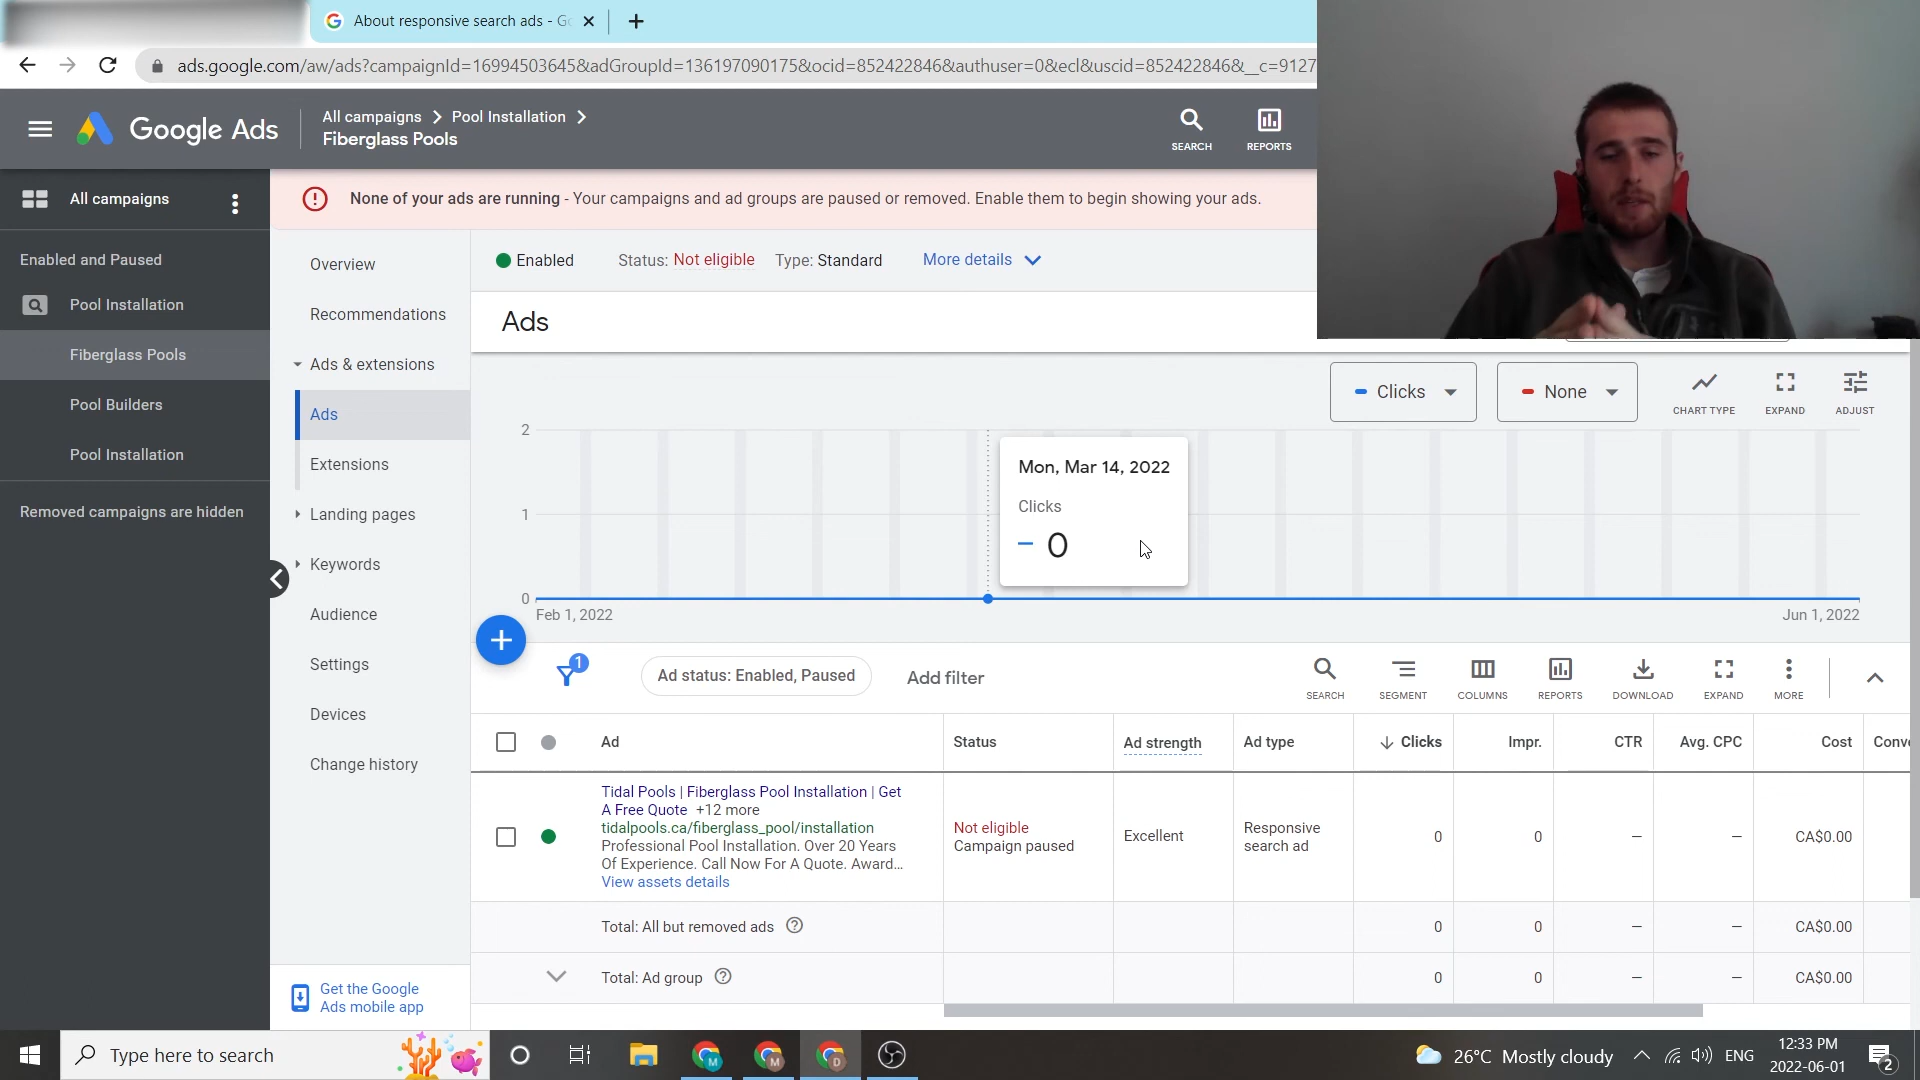 About responsive search ads - Go
ads.google.com/aw/ads?campaignId=16994503645&adGroupId=136197090175&ocid=852422846&authuser=0&ecl&uscid=852422846&__c=9127
Google Ads
All campaigns
Pool Installation
Fiberglass Pools
SEARCH
REPORTS
All campaigns
Enabled and Paused
Pool Installation
Fiberglass Pools
Pool Builders
Pool Installation
Removed campaigns are hidden
None of your ads are running - Your campaigns and ad groups are paused or removed. Enable them to begin showing your ads.
Overview
Recommendations
Ads & extensions
Ads
Extensions
Landing pages
Keywords
Audience
Settings
Devices
Change history
Get the Google
Ads mobile app
Enabled
Status: Not eligible
Type: Standard
More details
Ads
Clicks
None
CHART TYPE
EXPAND
ADJUST
2
1
0
Mon, Mar 14, 2022
Clicks
0
Feb 1, 2022
Jun 1, 2022
1
Ad status: Enabled, Paused
Add filter
SEARCH
SEGMENT
COLUMNS
REPORTS
DOWNLOAD
EXPAND
MORE
Ad
Status
Ad strength
Ad type
Clicks
Impr.
CTR
Avg. CPC
Cost
Conv
Tidal Pools | Fiberglass Pool Installation | Get
A Free Quote +12 more
tidalpools.ca/fiberglass_pool/installation
Professional Pool Installation. Over 20 Years
Of Experience. Call Now For A Quote. Award...
View assets details
Not eligible
Campaign paused
Excellent
Responsive
search ad
0
0
—
—
CA$0.00
Total: All but removed ads
0
0
—
—
CA$0.00
Total: Ad group
0
0
—
—
CA$0.00
Type here to search
26°C Mostly cloudy
ENG
12:33 PM
2022-06-01
2